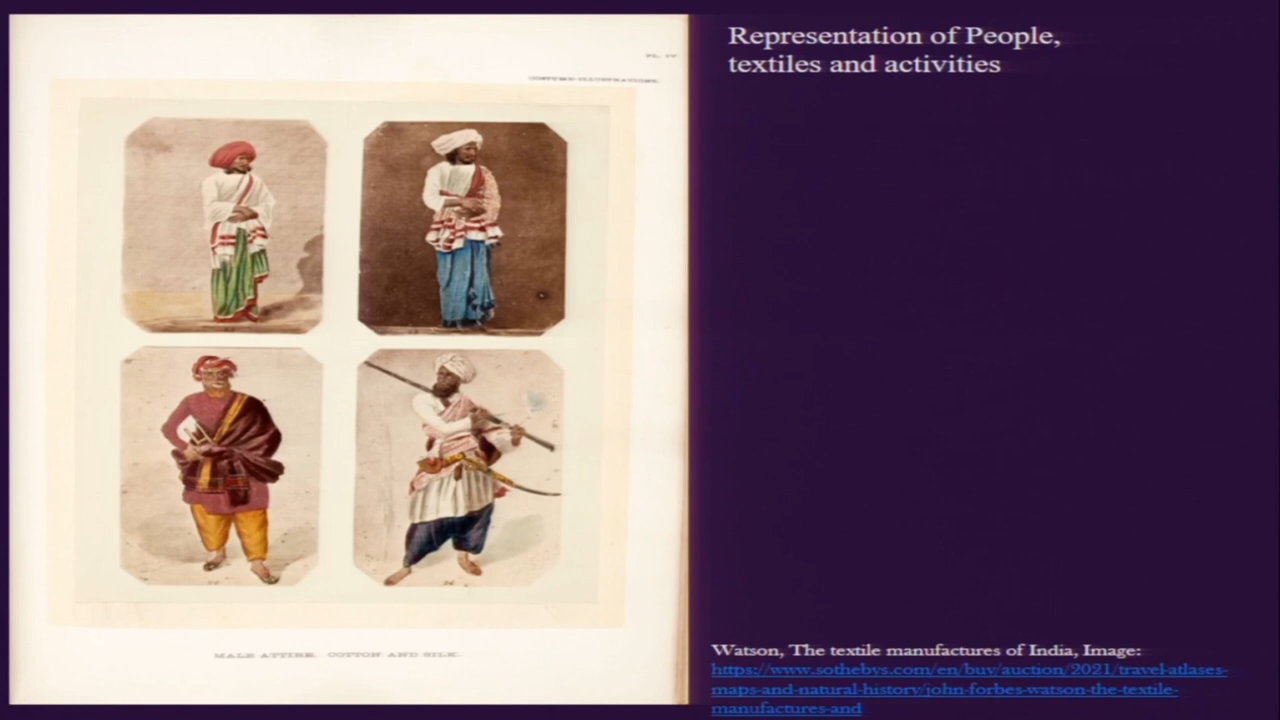 PL. IV
COSTUME ILLUSTRATIONS.
MALE ATTIRE. COTTON AND SILK.
Representation of People,
textiles and activities
Watson, The textile manufactures of India, Image:
https://www.sothebys.com/en/buy/auction/2021/travel-atlases-
maps-and-natural-history/john-forbes-watson-the-textile-
manufactures-and